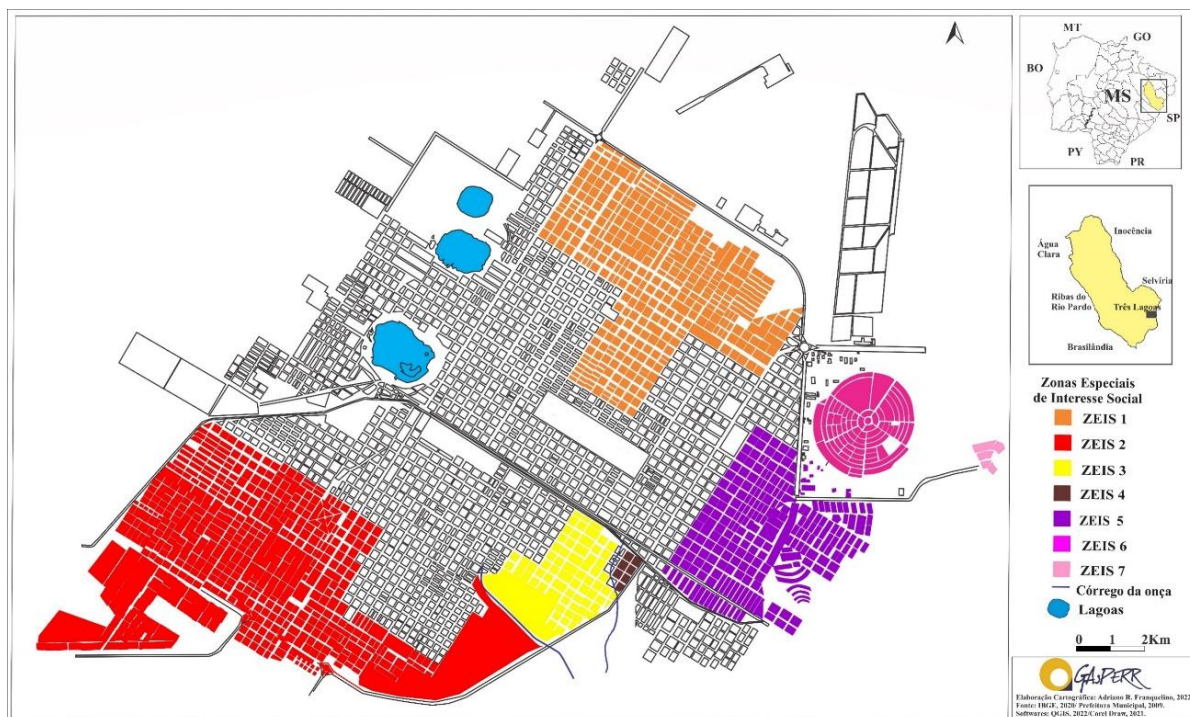 MT
GO
BO
MS
SP
PY
PR
Inocência
Água
Clara
Selvíria
Ribas do
Rio Pardo
Três Lagoas
Brasilândia
Zonas Especiais
de Interesse Social
ZEIS 1
ZEIS 2
ZEIS 3
ZEIS 4
ZEIS 5
ZEIS 6
ZEIS 7
Córrego da onça
Lagoas
0 1 2Km
GASPERR
Elaboração Cartográfica: Adriano R. Franquelino, 2022
Fonte: IBGE, 2020/ Prefeitura Municipal, 2009.
Softwares: QGIS, 2022/Corel Draw, 2021.